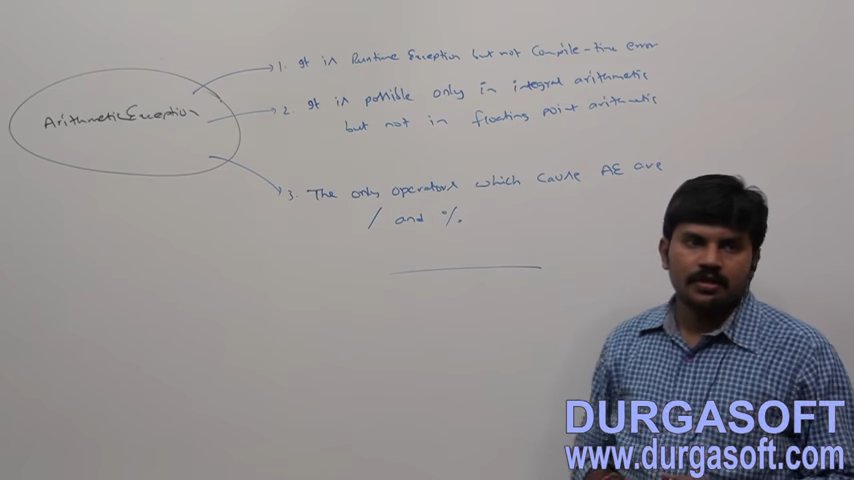 ArithmeticException
1. It is Runtime Exception but not Compile-time error
2. It is possible only in integral arithmetic
but not in floating point arithmatic
3. The only operators which cause AE are
/ and %.
DURGASOFT
www.durgasoft.com